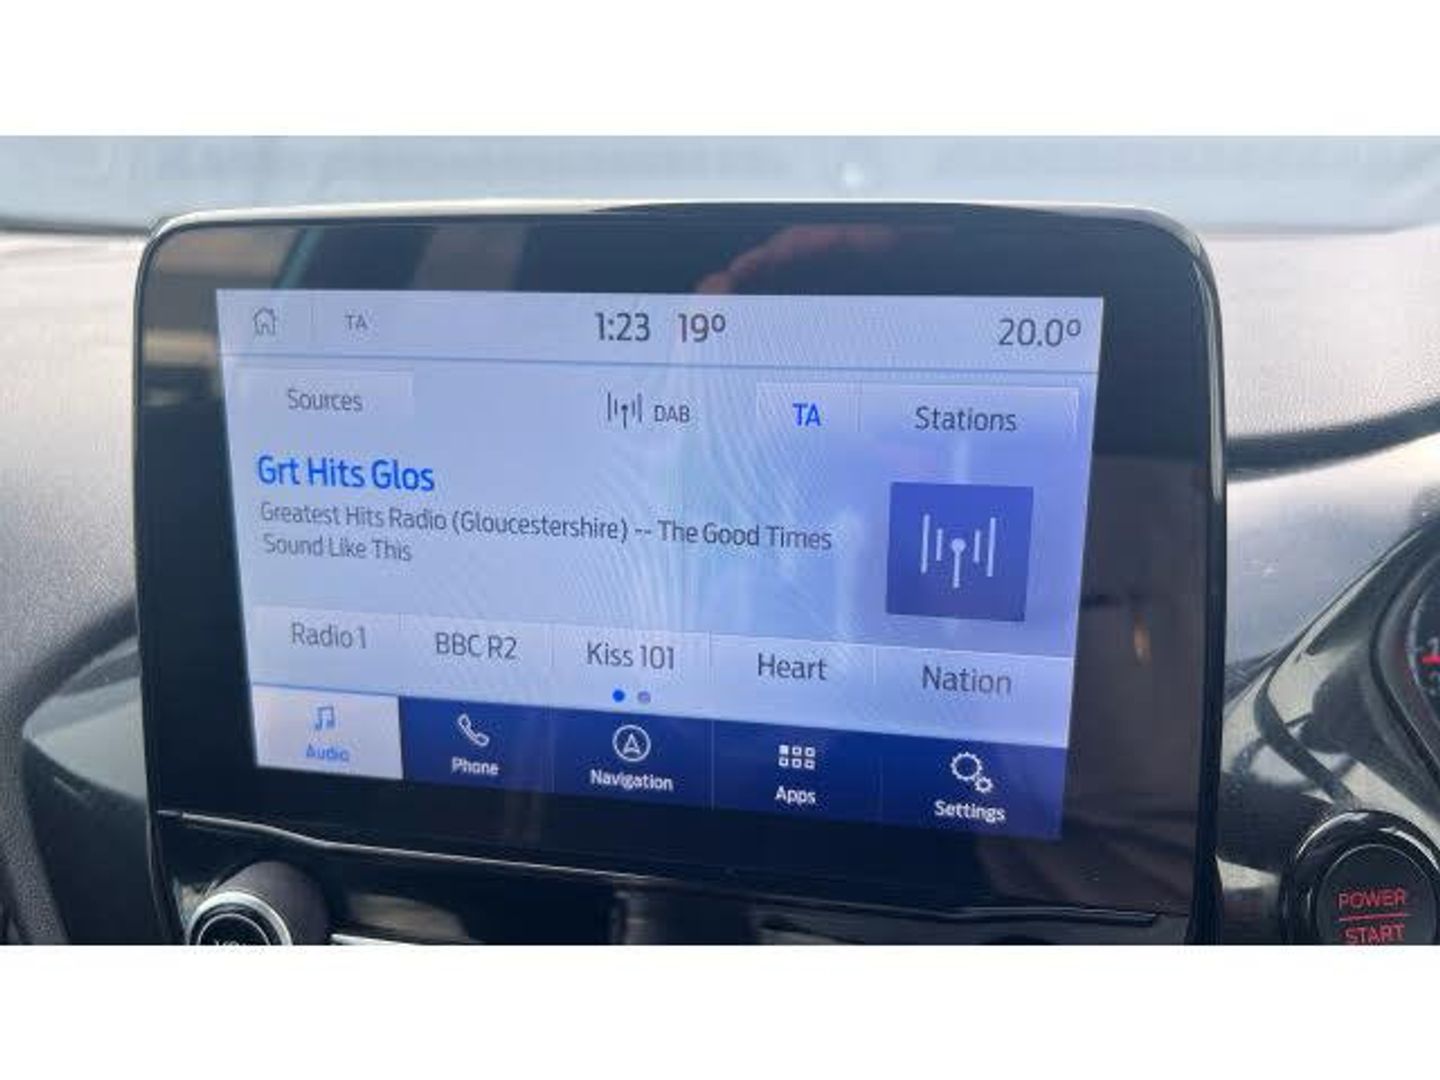 TA 1:23 19° 20.0°
Sources DAB TA Stations
Grt Hits Glos
Greatest Hits Radio (Gloucestershire) -- The Good Times
Sound Like This
Radio 1 BBC R2 Kiss 101 Heart Nation
Audio Phone Navigation Apps Settings
POWER
START